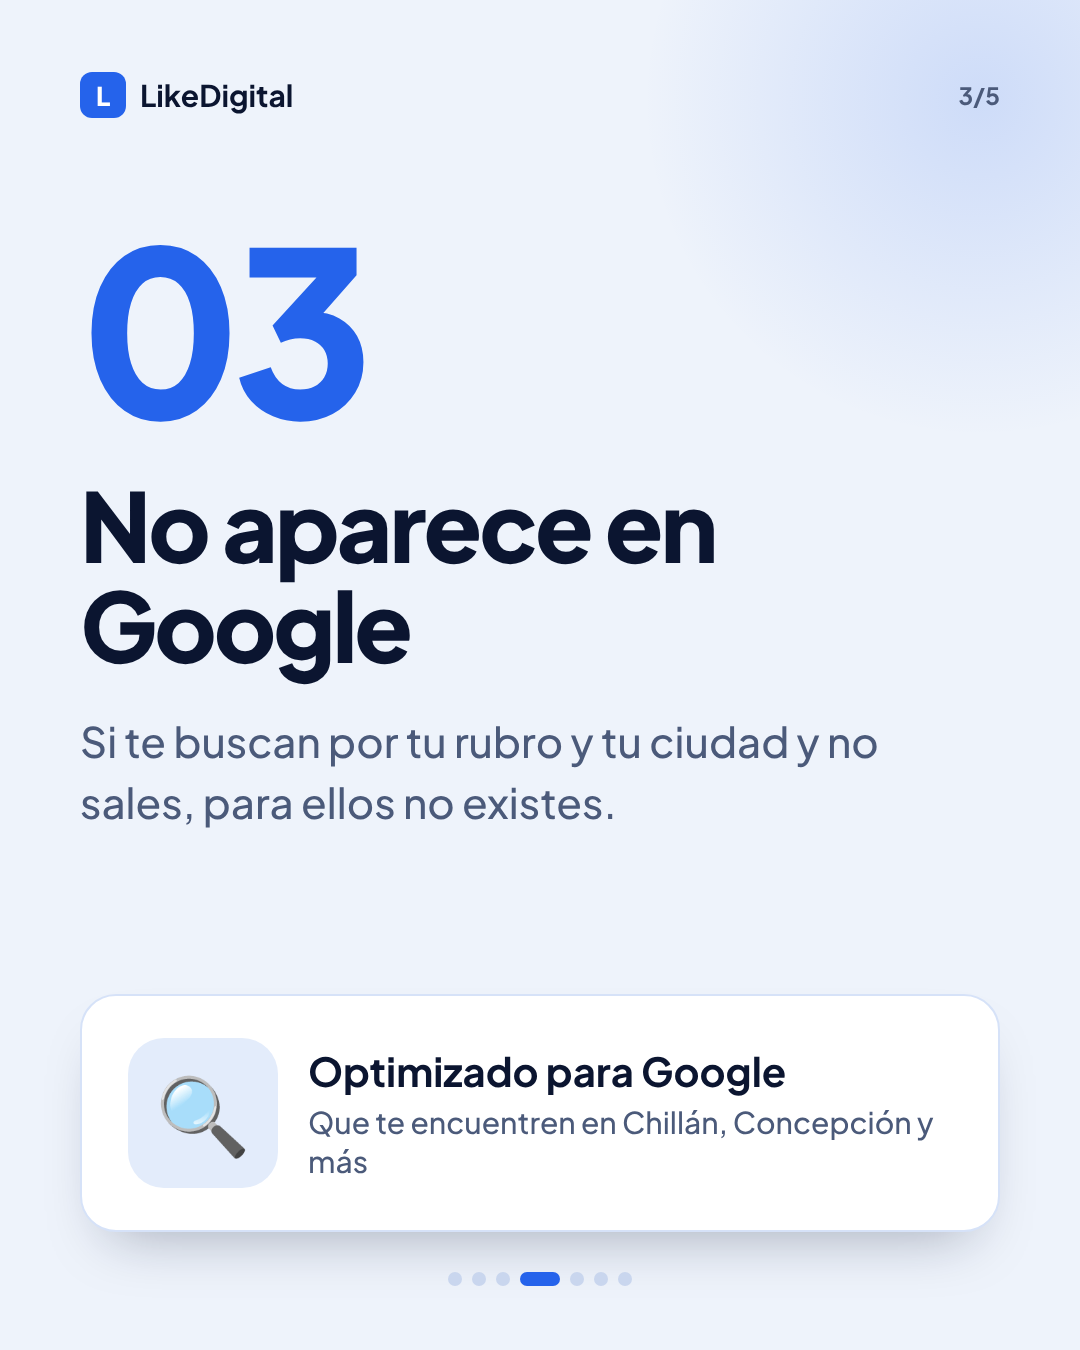 L LikeDigital
3/5
03
No aparece en
Google
Si te buscan por tu rubro y tu ciudad y no
sales, para ellos no existes.
Optimizado para Google
Que te encuentren en Chillán, Concepción y
más